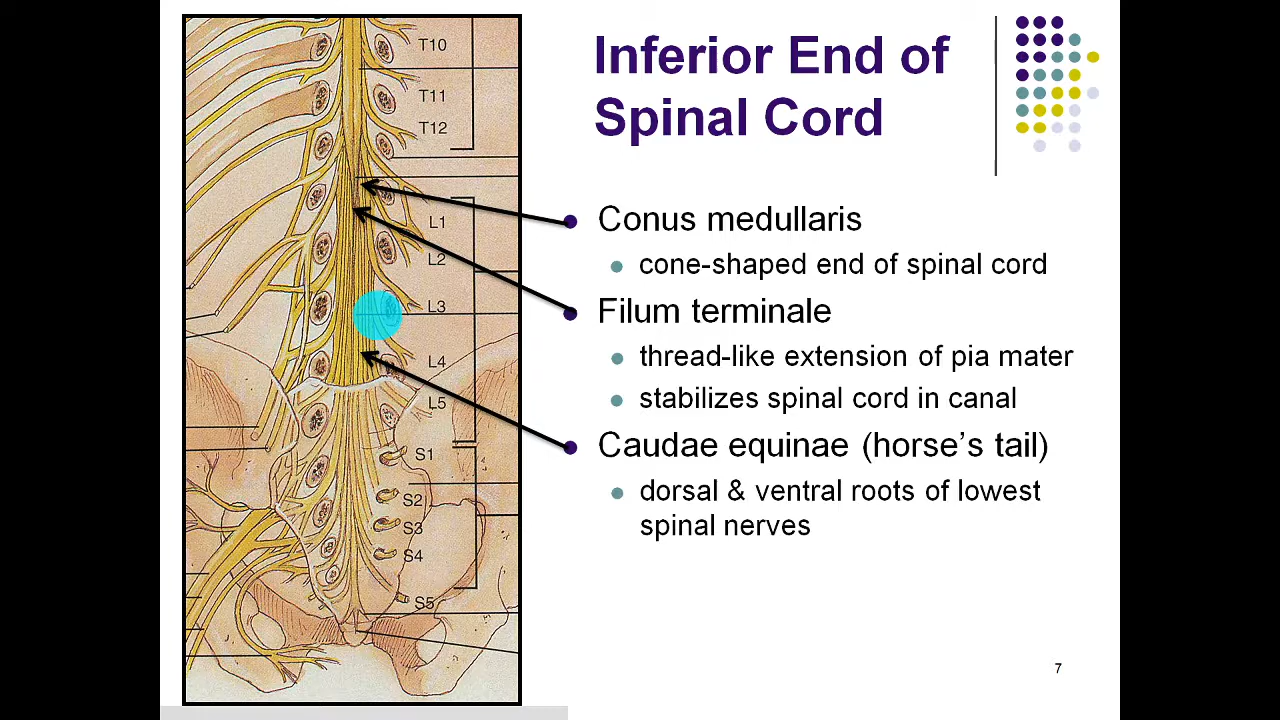 Inferior End of
Spinal Cord
T10
T11
T12
L1
L2
L3
L4
L5
S1
S2
S3
S4
S5
Conus medullaris
cone-shaped end of spinal cord
Filum terminale
thread-like extension of pia mater
stabilizes spinal cord in canal
Caudae equinae (horse's tail)
dorsal & ventral roots of lowest
spinal nerves
7